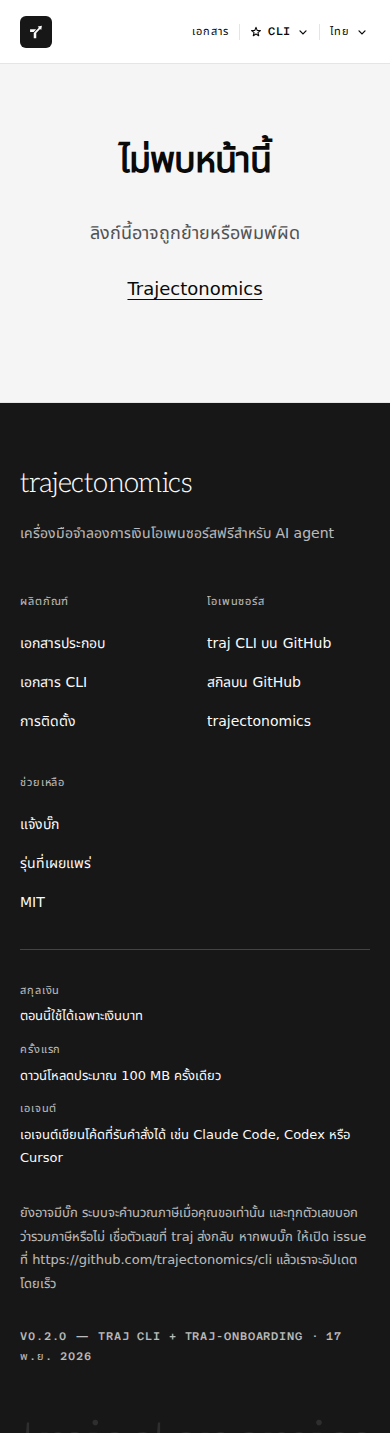 เอกสาร
CLI
ไทย
ไม่พบหน้านี้
ลิงก์นี้อาจถูกย้ายหรือพิมพ์ผิด
Trajectonomics
trajectonomics
เครื่องมือจำลองการเงินโอเพนซอร์สฟรีสำหรับ AI agent
ผลิตภัณฑ์
เอกสารประกอบ
เอกสาร CLI
การติดตั้ง
โอเพนซอร์ส
traj CLI บน GitHub
สกิลบน GitHub
trajectonomics
ช่วยเหลือ
แจ้งบั๊ก
รุ่นที่เผยแพร่
MIT
สกุลเงิน
ตอนนี้ใช้ได้เฉพาะเงินบาท
ครั้งแรก
ดาวน์โหลดประมาณ 100 MB ครั้งเดียว
เอเจนต์
เอเจนต์เขียนโค้ดที่รันคำสั่งได้ เช่น Claude Code, Codex หรือ
Cursor
ยังอาจมีบั๊ก ระบบจะคำนวณภาษีเมื่อคุณขอเท่านั้น และทุกตัวเลขบอก
ว่ารวมภาษีหรือไม่ เชื่อตัวเลขที่ traj ส่งกลับ หากพบบั๊ก ให้เปิด issue
ที่ https://github.com/trajectonomics/cli แล้วเราจะอัปเดต
โดยเร็ว
V0.2.0 — TRAJ CLI + TRAJ-ONBOARDING · 17
พ.ย. 2026